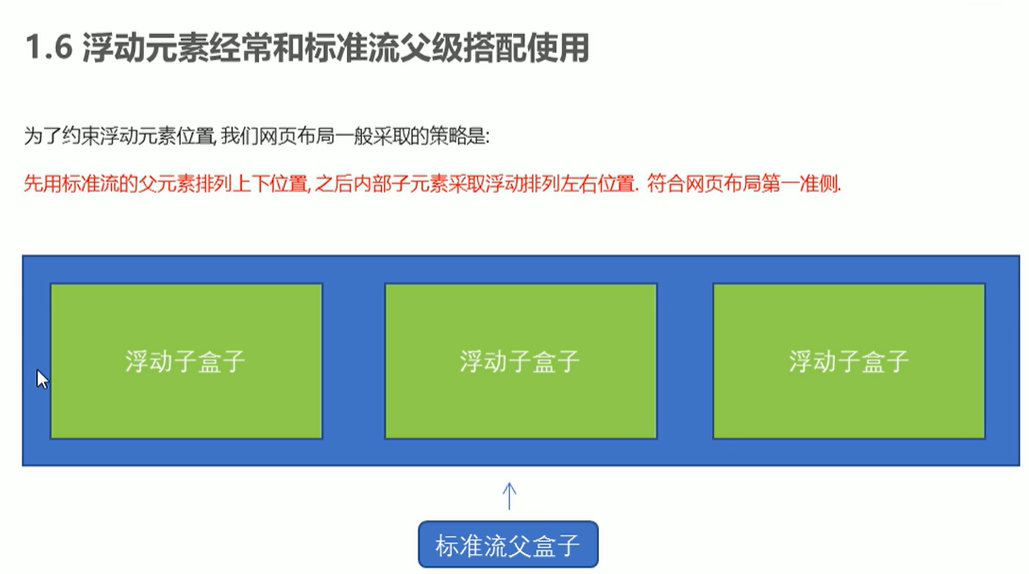 1.6 浮动元素经常和标准流父级搭配使用
为了约束浮动元素位置, 我们网页布局一般采取的策略是:
先用标准流的父元素排列上下位置, 之后内部子元素采取浮动排列左右位置. 符合网页布局第一准侧.
浮动子盒子 浮动子盒子 浮动子盒子
标准流父盒子